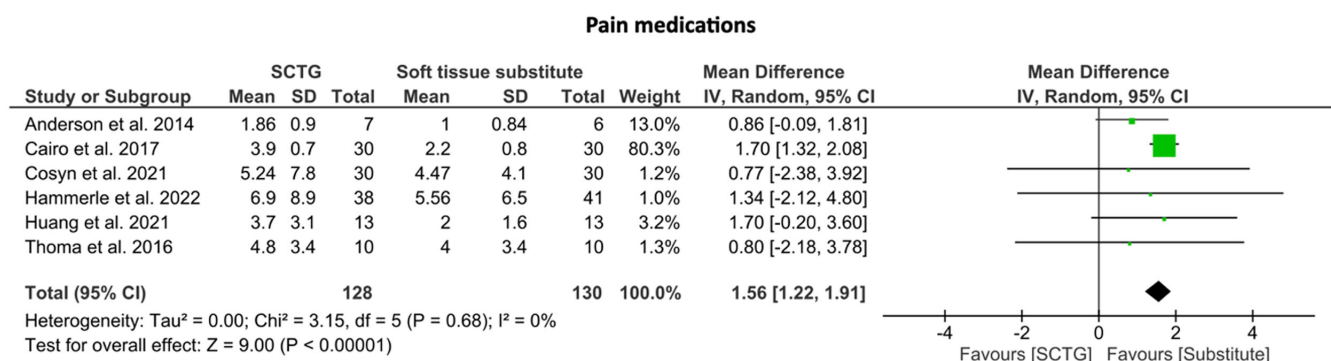 Pain medications
SCTG Soft tissue substitute Mean Difference Mean Difference
Study or Subgroup Mean SD Total Mean SD Total Weight IV, Random, 95% CI IV, Random, 95% CI
Anderson et al. 2014 1.86 0.9 7 1 0.84 6 13.0% 0.86 [-0.09, 1.81]
Cairo et al. 2017 3.9 0.7 30 2.2 0.8 30 80.3% 1.70 [1.32, 2.08]
Cosyn et al. 2021 5.24 7.8 30 4.47 4.1 30 1.2% 0.77 [-2.38, 3.92]
Hammerle et al. 2022 6.9 8.9 38 5.56 6.5 41 1.0% 1.34 [-2.12, 4.80]
Huang et al. 2021 3.7 3.1 13 2 1.6 13 3.2% 1.70 [-0.20, 3.60]
Thoma et al. 2016 4.8 3.4 10 4 3.4 10 1.3% 0.80 [-2.18, 3.78]
Total (95% CI) 128 130 100.0% 1.56 [1.22, 1.91]
Heterogeneity: Tau² = 0.00; Chi² = 3.15, df = 5 (P = 0.68); I² = 0%
Test for overall effect: Z = 9.00 (P < 0.00001)
-4 -2 0 2 4
Favours [SCTG] Favours [Substitute]